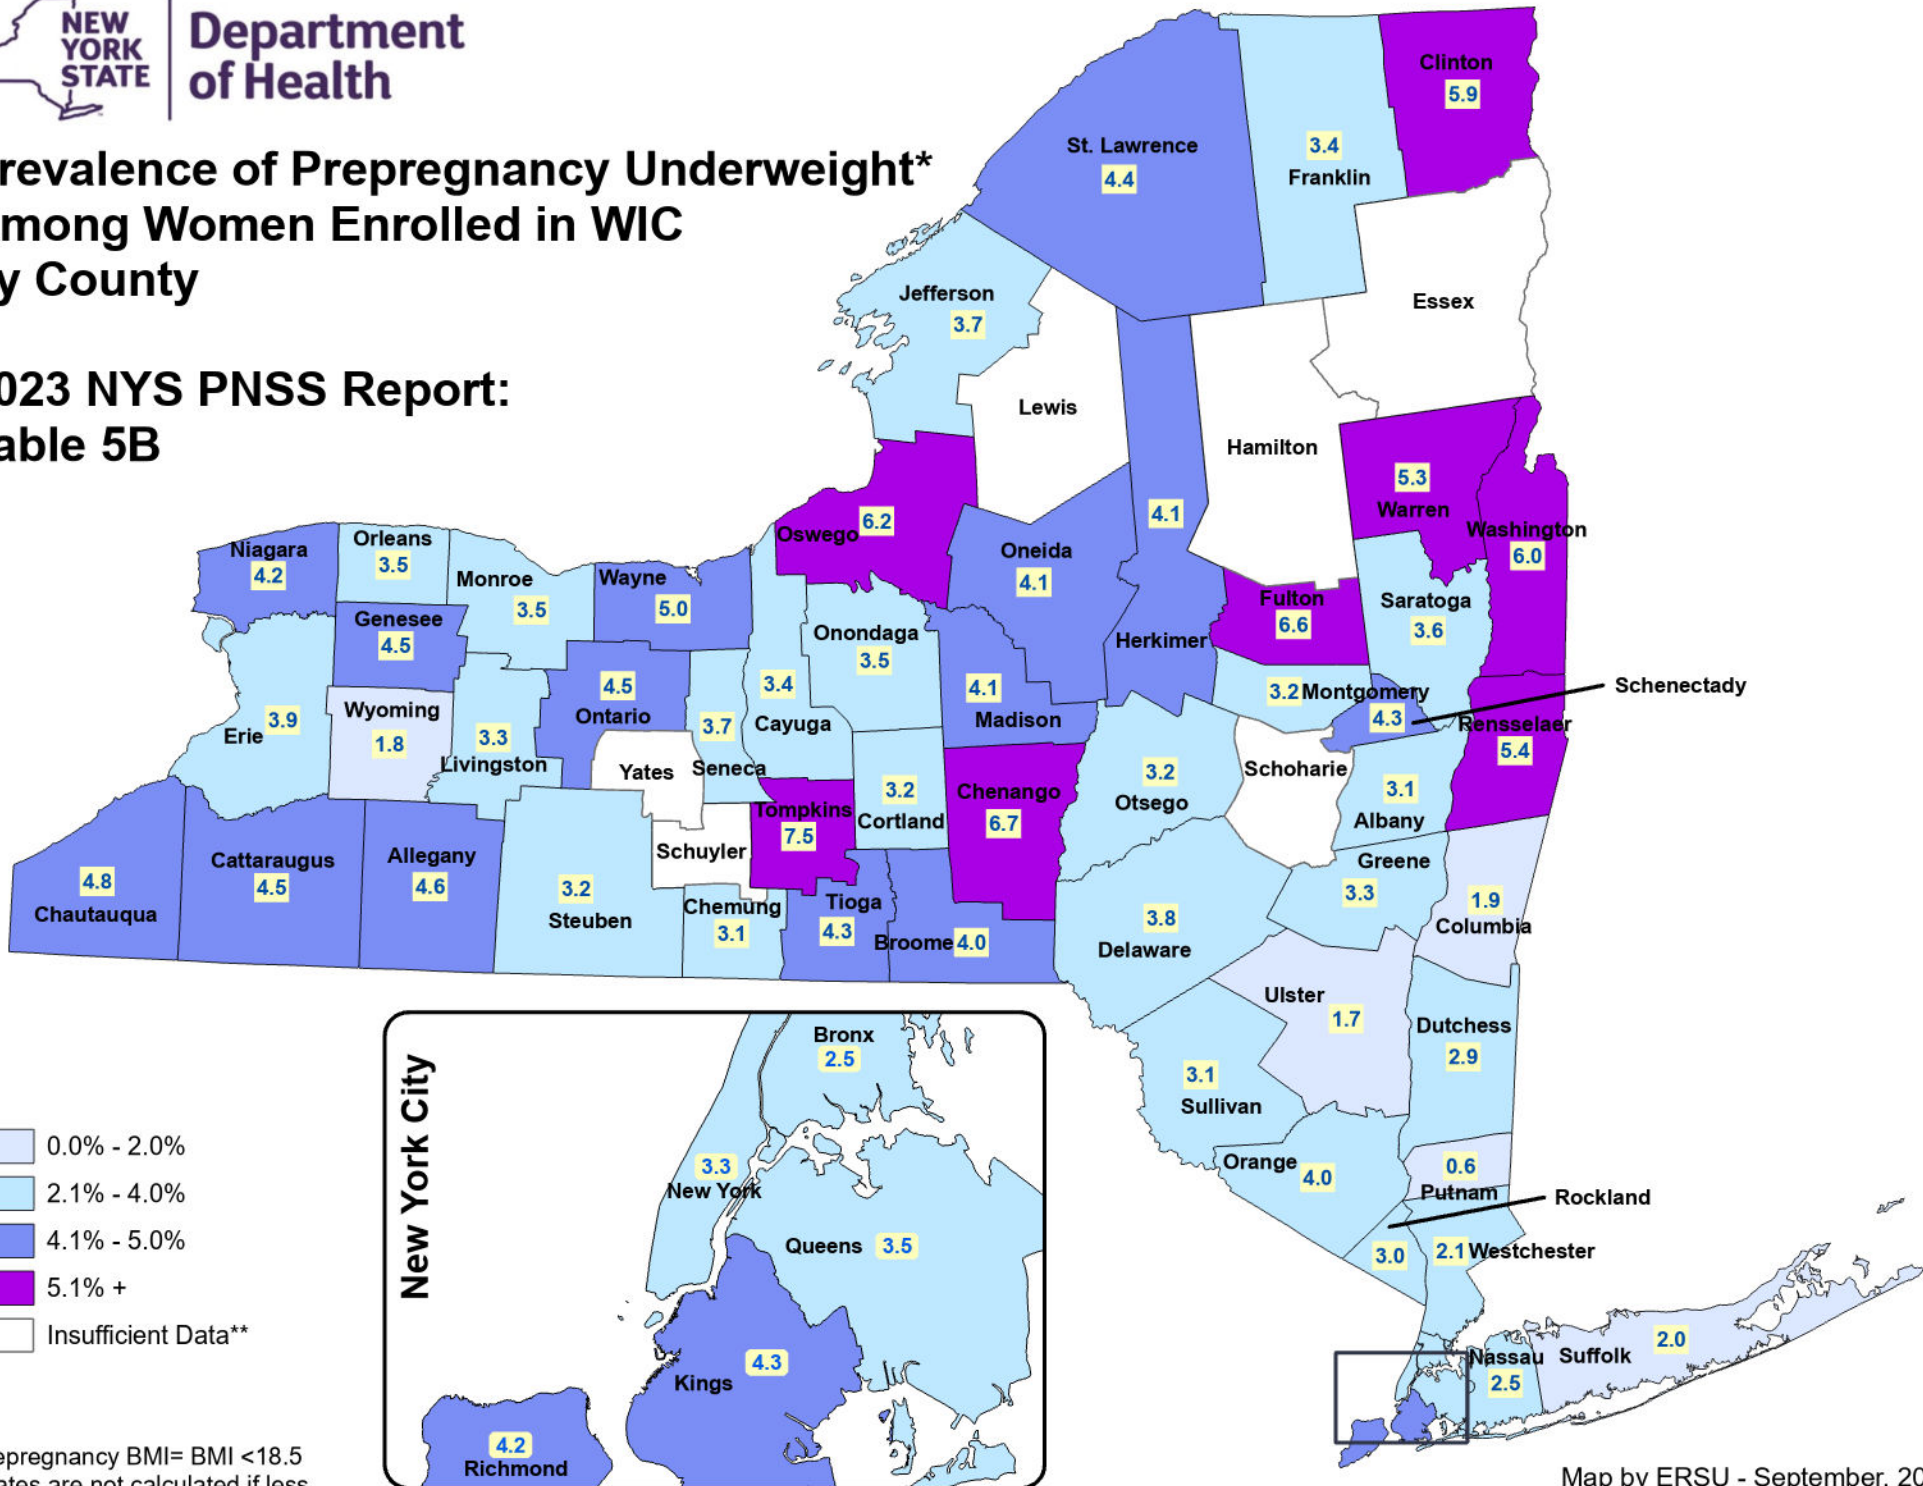 NEW
YORK
STATE
Department
of Health
revalence of Prepregnancy Underweight*
mong Women Enrolled in WIC
y County
023 NYS PNSS Report:
able 5B
Clinton
5.9
St. Lawrence
4.4
3.4
Franklin
Essex
Jefferson
3.7
Lewis
Hamilton
5.3
Warren
Washington
6.0
Oswego 6.2
Oneida
4.1
4.1
Herkimer
Fulton
6.6
Saratoga
3.6
Niagara
4.2
Orleans
3.5
Monroe
3.5
Wayne
5.0
Genesee
4.5
Onondaga
3.5
3.2 Montgomery
Schenectady
4.3
Rensselaer
5.4
Erie 3.9
Wyoming
1.8
3.3
Livingston
4.5
Ontario
3.7
Seneca
3.4
Cayuga
4.1
Madison
Yates
Schoharie
3.2
Otsego
3.1
Albany
Tompkins
7.5
3.2
Cortland
Chenango
6.7
Schuyler
Greene
3.3
4.8
Chautauqua
Cattaraugus
4.5
Allegany
4.6
3.2
Steuben
Chemung
3.1
Tioga
4.3
Broome 4.0
3.8
Delaware
1.9
Columbia
Ulster
1.7
Dutchess
2.9
3.1
Sullivan
Orange 4.0
0.6
Putnam
Rockland
3.0
2.1 Westchester
Nassau
2.5
Suffolk
2.0
New York City
Bronx
2.5
3.3
New York
Queens 3.5
4.3
Kings
4.2
Richmond
0.0% - 2.0%
2.1% - 4.0%
4.1% - 5.0%
5.1% +
Insufficient Data**
epregnancy BMI= BMI <18.5
ates are not calculated if less
Map by ERSU - September, 20